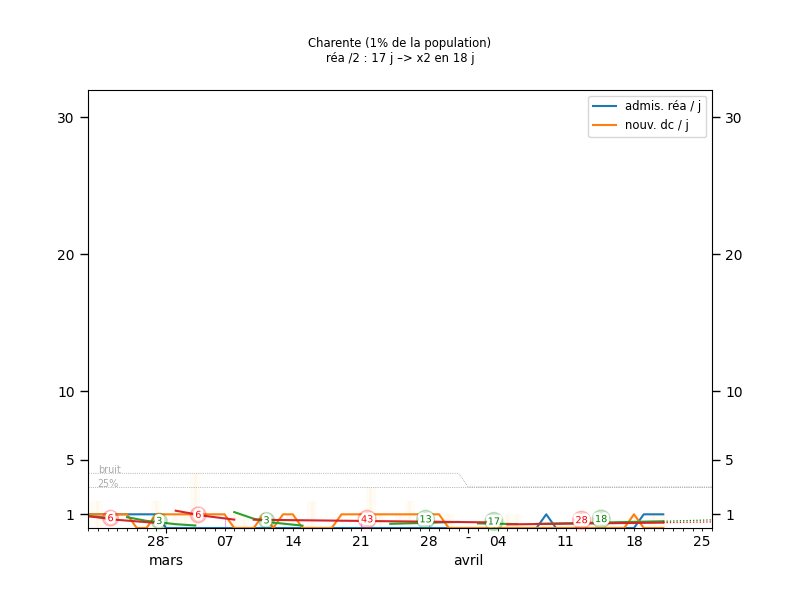 Charente (1% de la population)
réa /2 : 17 j –> x2 en 18 j
admis. réa / j
nouv. dc / j
30 30
20 20
10 10
5 5
1 1
bruit
25%
6 3 6 3 43 13 17 28 18
28 07 14 21 28 - 04 11 18 25
mars avril